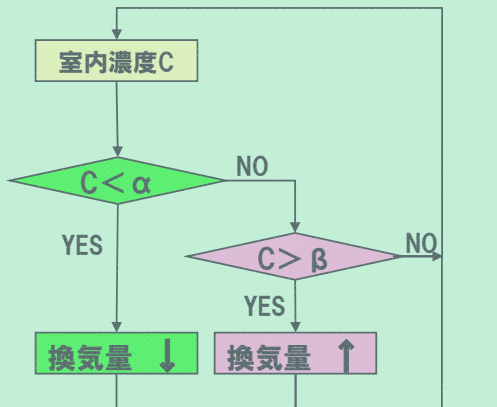 室内濃度C
C＜α
NO
YES
C＞β
NO
YES
換気量 ↓
換気量 ↑